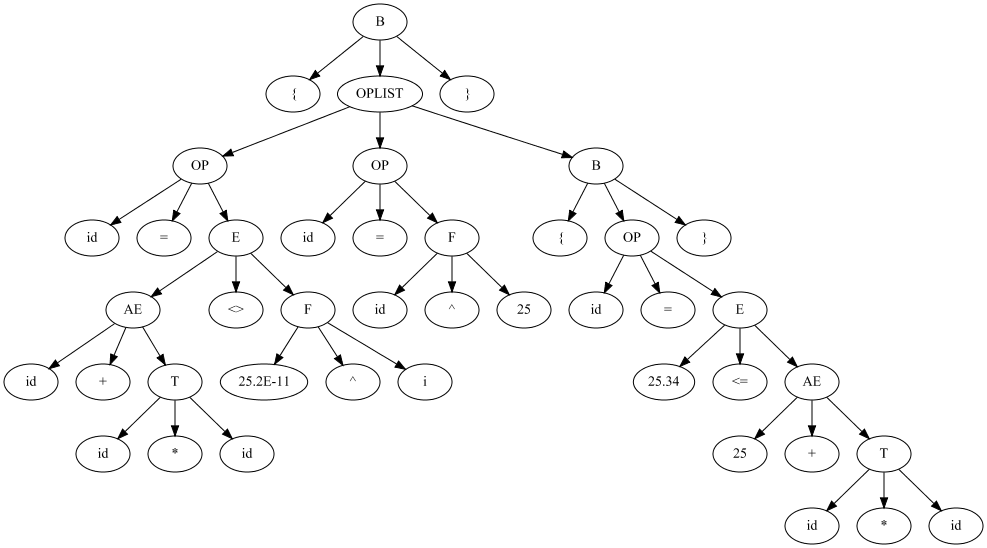 B
{ OPLIST }
OP OP B
id = E id = F { OP }
AE <> F id ^ 25 id = E
id + T 25.2E-11 ^ i 25.34 <= AE
id * id 25 + T
id * id